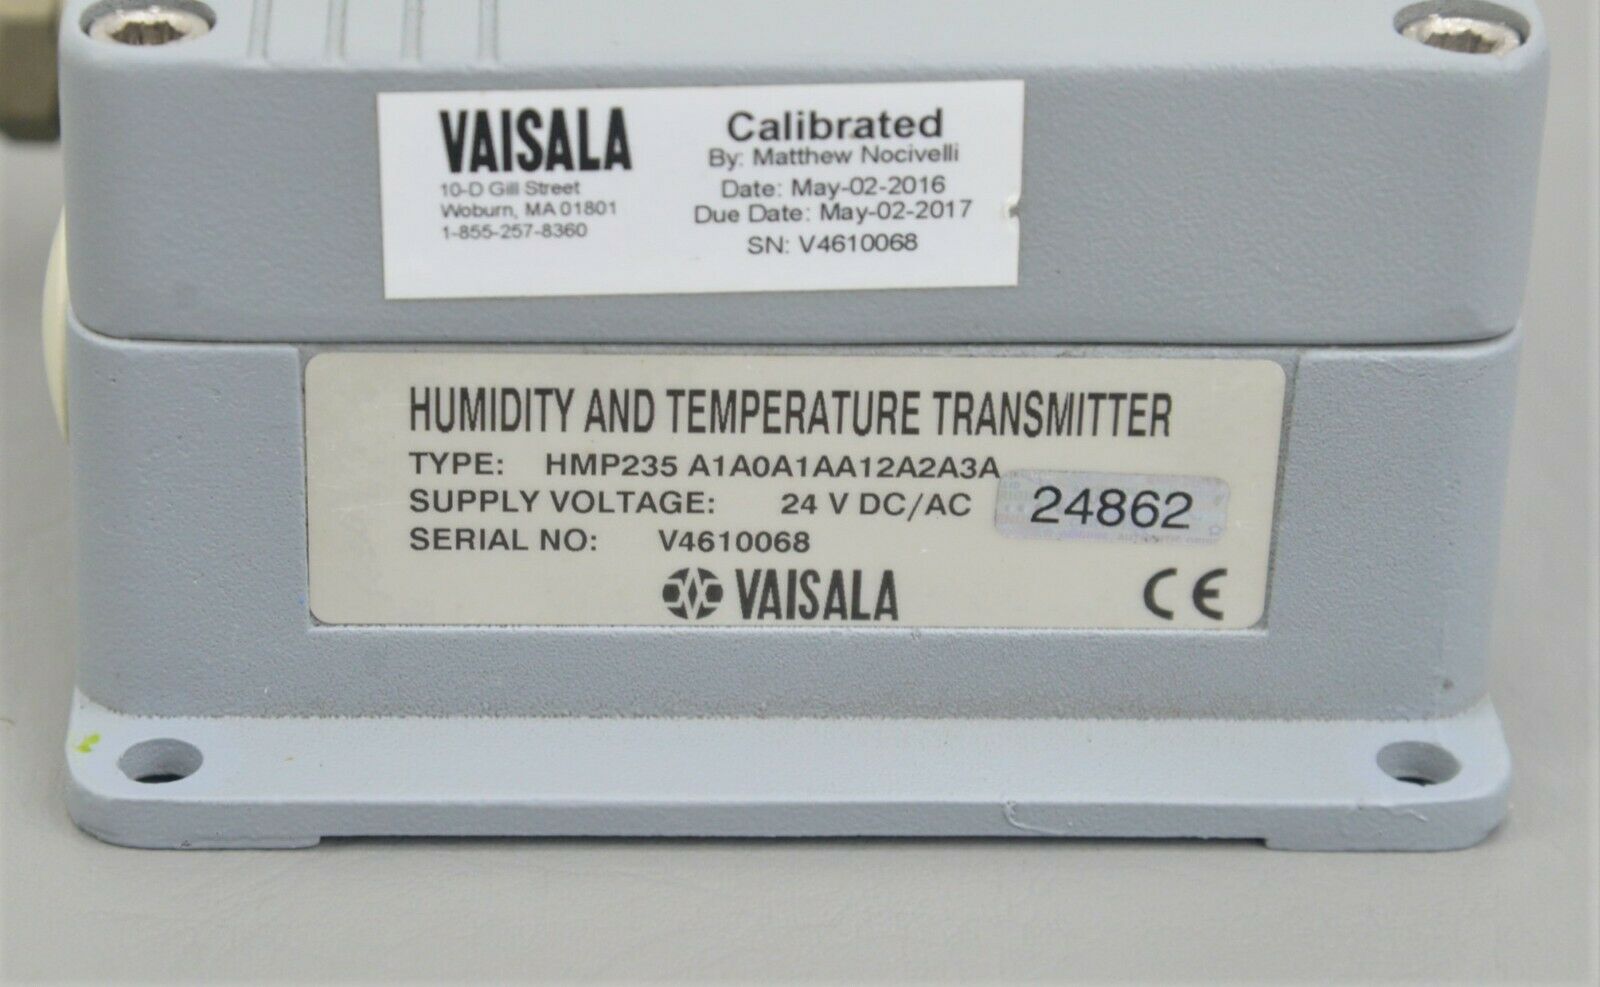 VAISALA
10-D Gill Street
Woburn, MA 01801
1-855-257-8360
Calibrated
By: Matthew Nocivelli
Date: May-02-2016
Due Date: May-02-2017
SN: V4610068
HUMIDITY AND TEMPERATURE TRANSMITTER
TYPE: HMP235 A1A0A1AA12A2A3A
SUPPLY VOLTAGE: 24 V DC/AC
24862
SERIAL NO: V4610068
VAISALA
CE